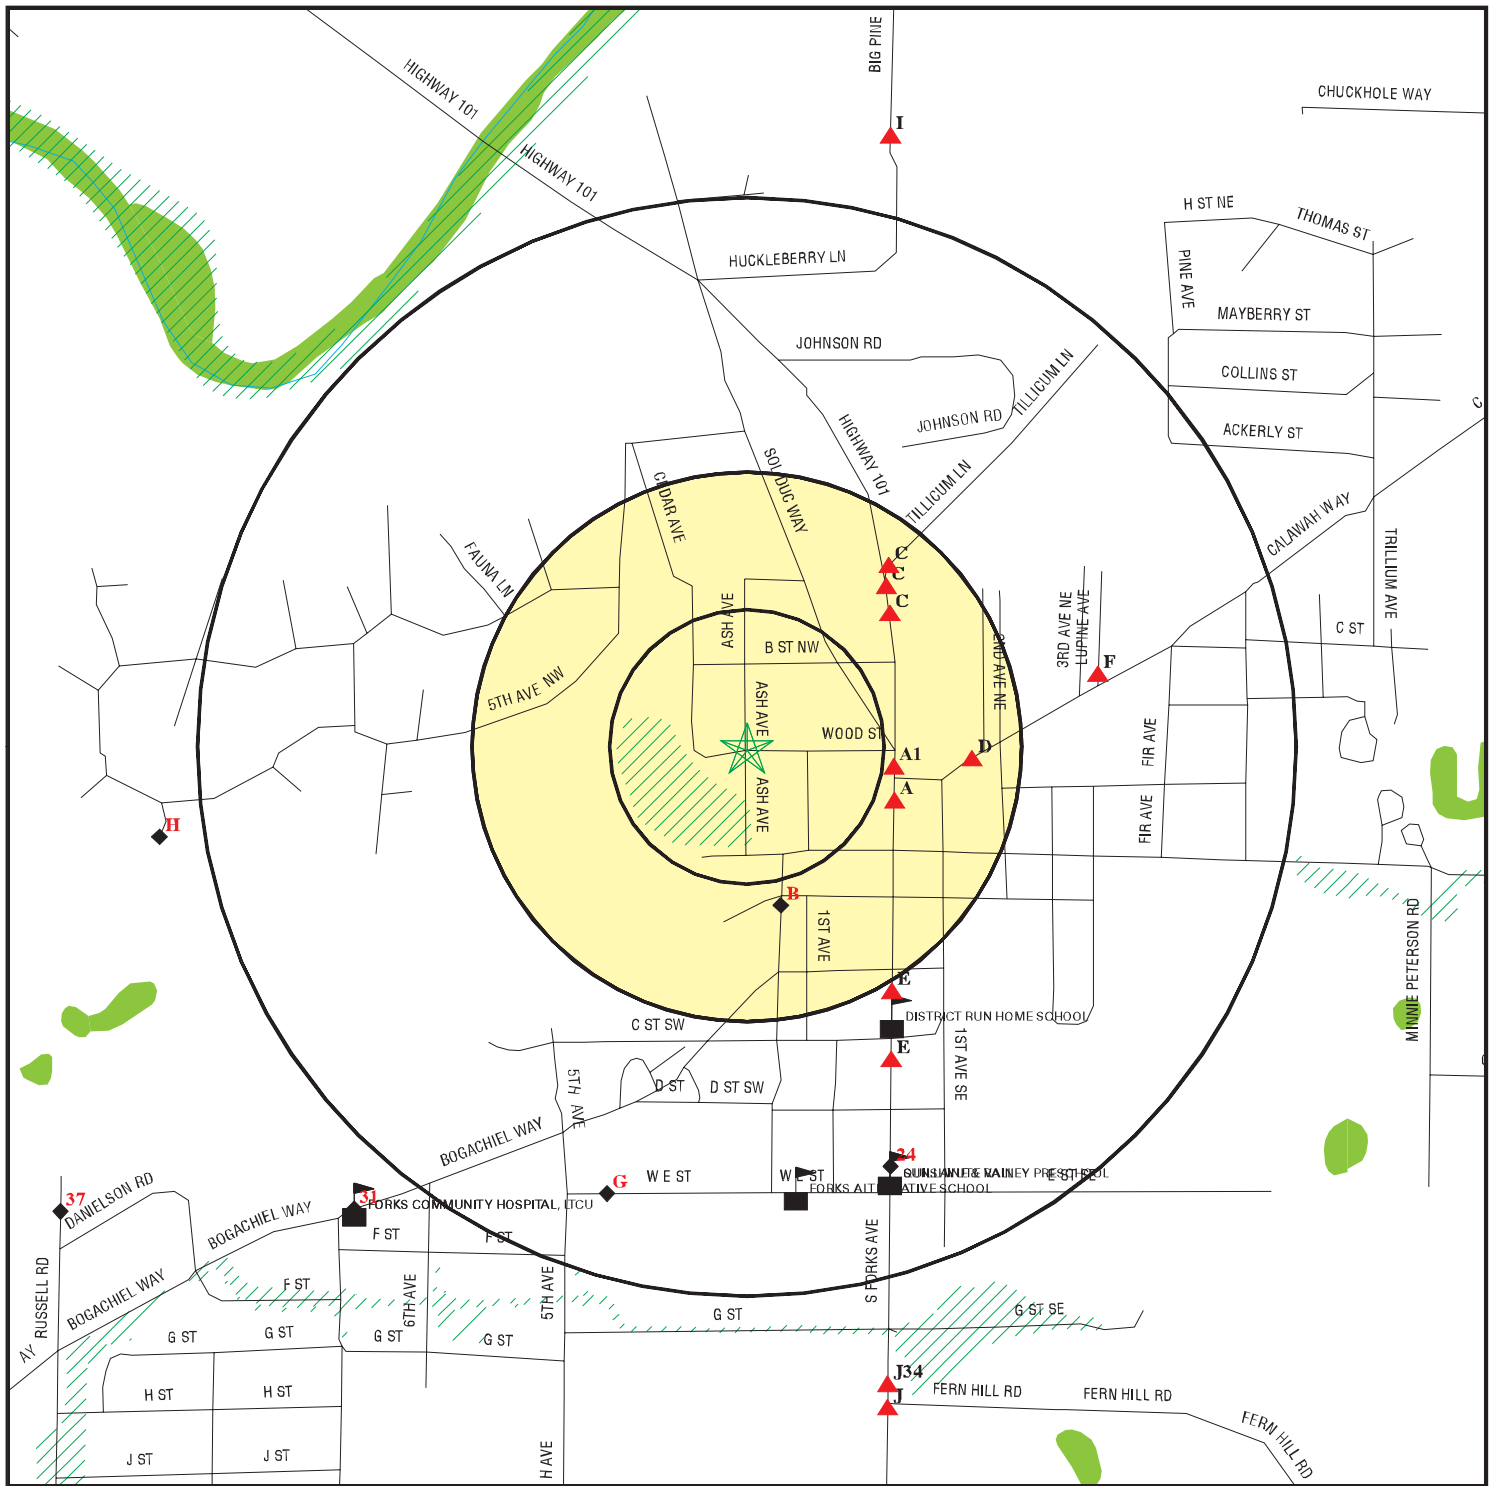 BIG PINE
HIGHWAY 101
CHUCKHOLE WAY
I
HIGHWAY 101
H ST NE
THOMAS ST
HUCKLEBERRY LN
PINE AVE
MAYBERRY ST
JOHNSON RD
COLLINS ST
TILLICUM LN
JOHNSON RD
ACKERLY ST
HIGHWAY 101
SOL DUC WAY
CEDAR AVE
TILLICUM LN
CALAWAH WAY
C
FAUNA LN
C
C
C
TRILLIUM AVE
ASH AVE
3RD AVE NE
LUPINE AVE
C ST
B ST NW
2ND AVE NE
F
5TH AVE NW
ASH AVE
WOOD ST
FIR AVE
A1
D
A
ASH AVE
FIR AVE
H
B
1ST AVE
MINNIE PETERSON RD
E
DISTRICT RUN HOME SCHOOL
C ST SW
E
1ST AVE SE
5TH AVE
D ST
D ST SW
BOGACHIEL WAY
24
W E ST
W E ST
E ST SE
G
37
DANIELSON RD
31
FORKS COMMUNITY HOSPITAL, LTCU
BOGACHIEL WAY
F ST
F ST
S FORKS AVE
RUSSELL RD
F ST
BOGACHIEL WAY
6TH AVE
5TH AVE
G ST
G ST SE
G ST
G ST
G ST
G ST
AY
J34
J
H ST
H ST
FERN HILL RD
FERN HILL RD
FERN HILL RD
J ST
J ST
H AVE